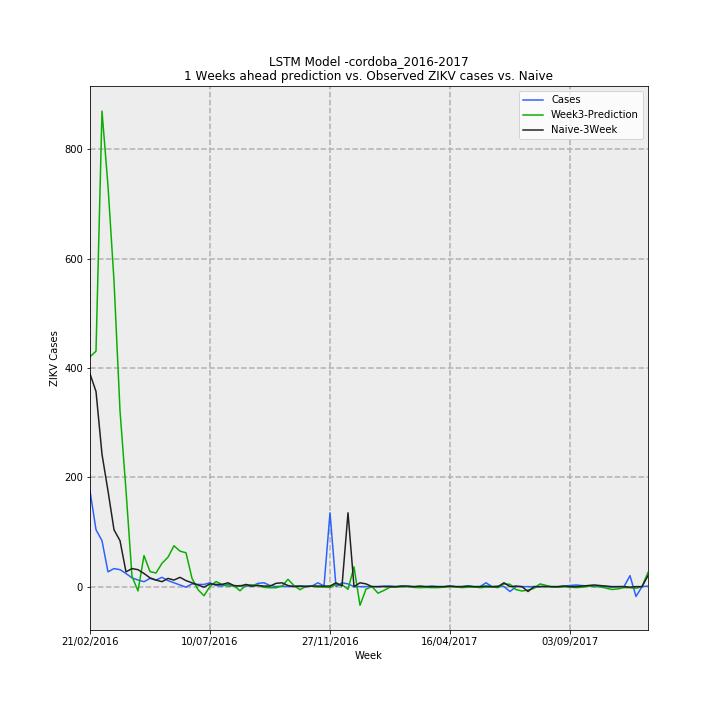 LSTM Model -cordoba_2016-2017
1 Weeks ahead prediction vs. Observed ZIKV cases vs. Naive
Cases
Week3-Prediction
Naive-3Week
800
600
400
200
0
ZIKV Cases
21/02/2016
10/07/2016
27/11/2016
16/04/2017
03/09/2017
Week